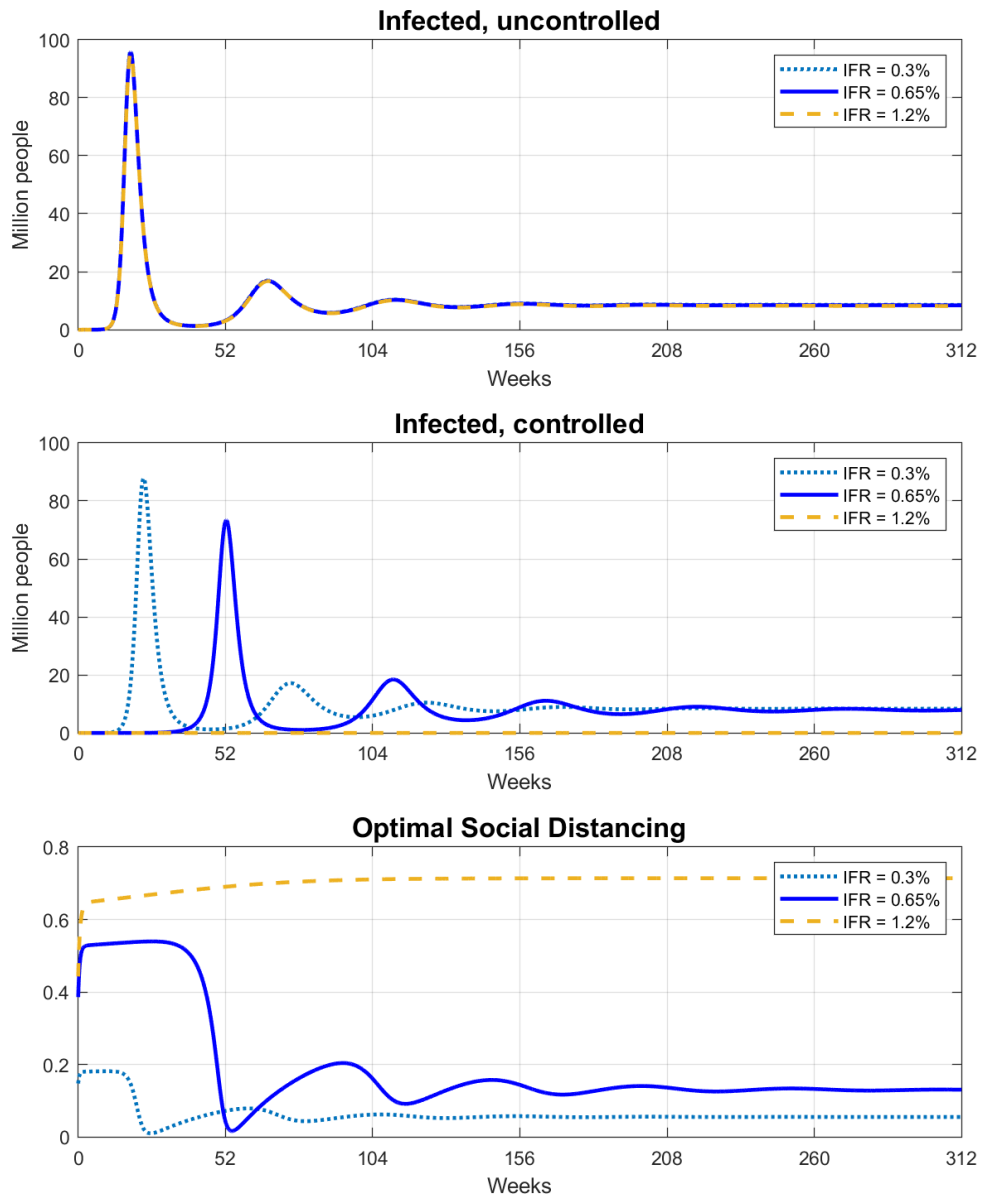 Infected, uncontrolled
100
80
60
40
20
0
Million people
IFR = 0.3%
IFR = 0.65%
IFR = 1.2%
0 52 104 156 208 260 312
Weeks
Infected, controlled
100
80
60
40
20
0
Million people
IFR = 0.3%
IFR = 0.65%
IFR = 1.2%
0 52 104 156 208 260 312
Weeks
Optimal Social Distancing
0.8
0.6
0.4
0.2
0
IFR = 0.3%
IFR = 0.65%
IFR = 1.2%
0 52 104 156 208 260 312
Weeks